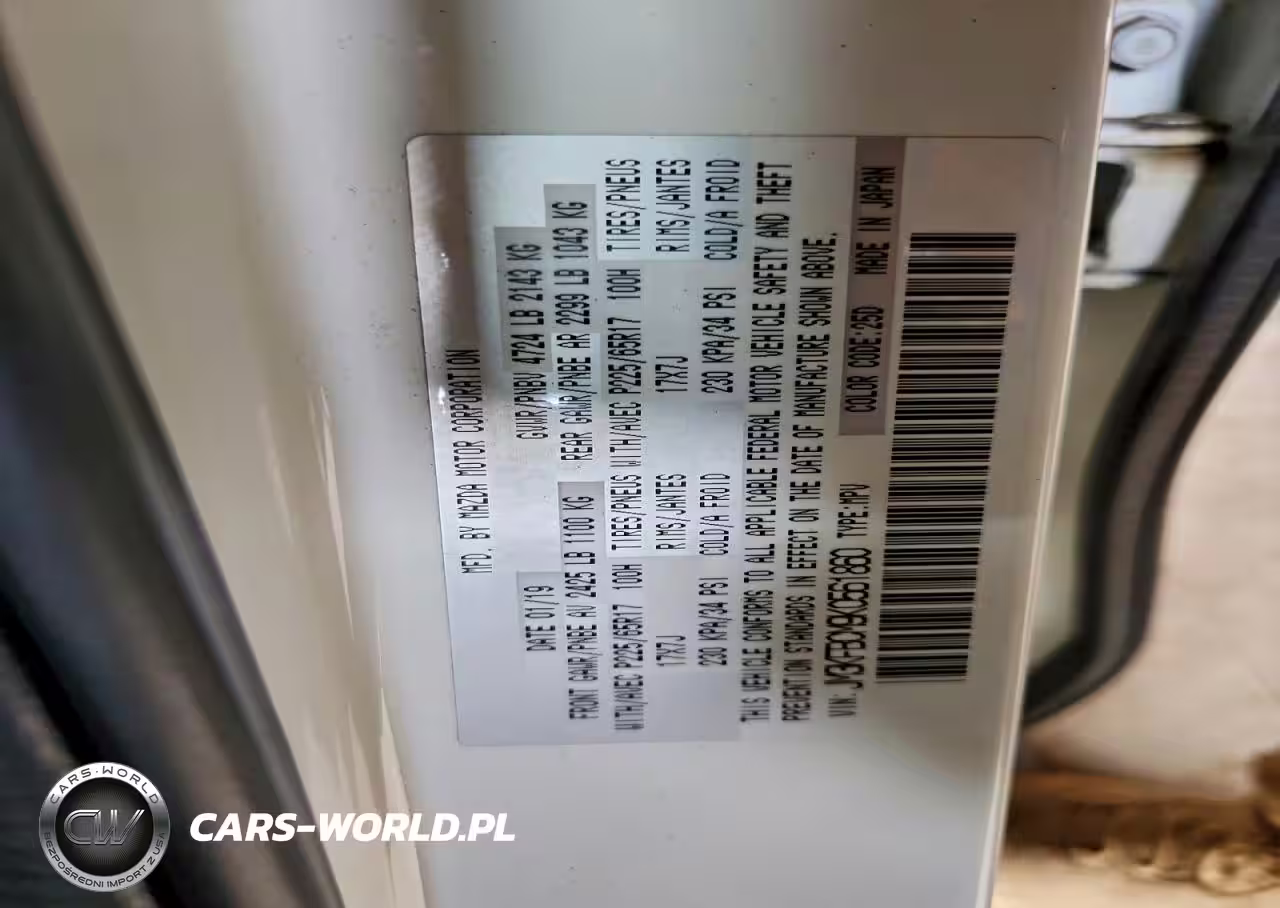 MFD. BY MAZDA MOTOR CORPORATION
DATE 01/19 GVWR/PNBV 4724 LB 2143 KG
FRONT GAWR/PNBE AV 2425 LB 1100 KG REAR GAWR/PNBE AR 2299 LB 1043 KG
WITH/AVEC P225/65R17 100H TIRES/PNEUS WITH/AVEC P225/65R17 100H TIRES/PNEUS
17X7J RIMS/JANTES 17X7J RIMS/JANTES
230 KPA/34 PSI COLD/A FROID 230 KPA/34 PSI COLD/A FROID
THIS VEHICLE CONFORMS TO ALL APPLICABLE FEDERAL MOTOR VEHICLE SAFETY AND THEFT
PREVENTION STANDARDS IN EFFECT ON THE DATE OF MANUFACTURE SHOWN ABOVE.
VIN: JM3KFBCM9K0561860 TYPE:MPV COLOR CODE:25D MADE IN JAPAN
CARS-WORLD
CW
BEZPOŚREDNI IMPORT Z USA
CARS-WORLD.PL